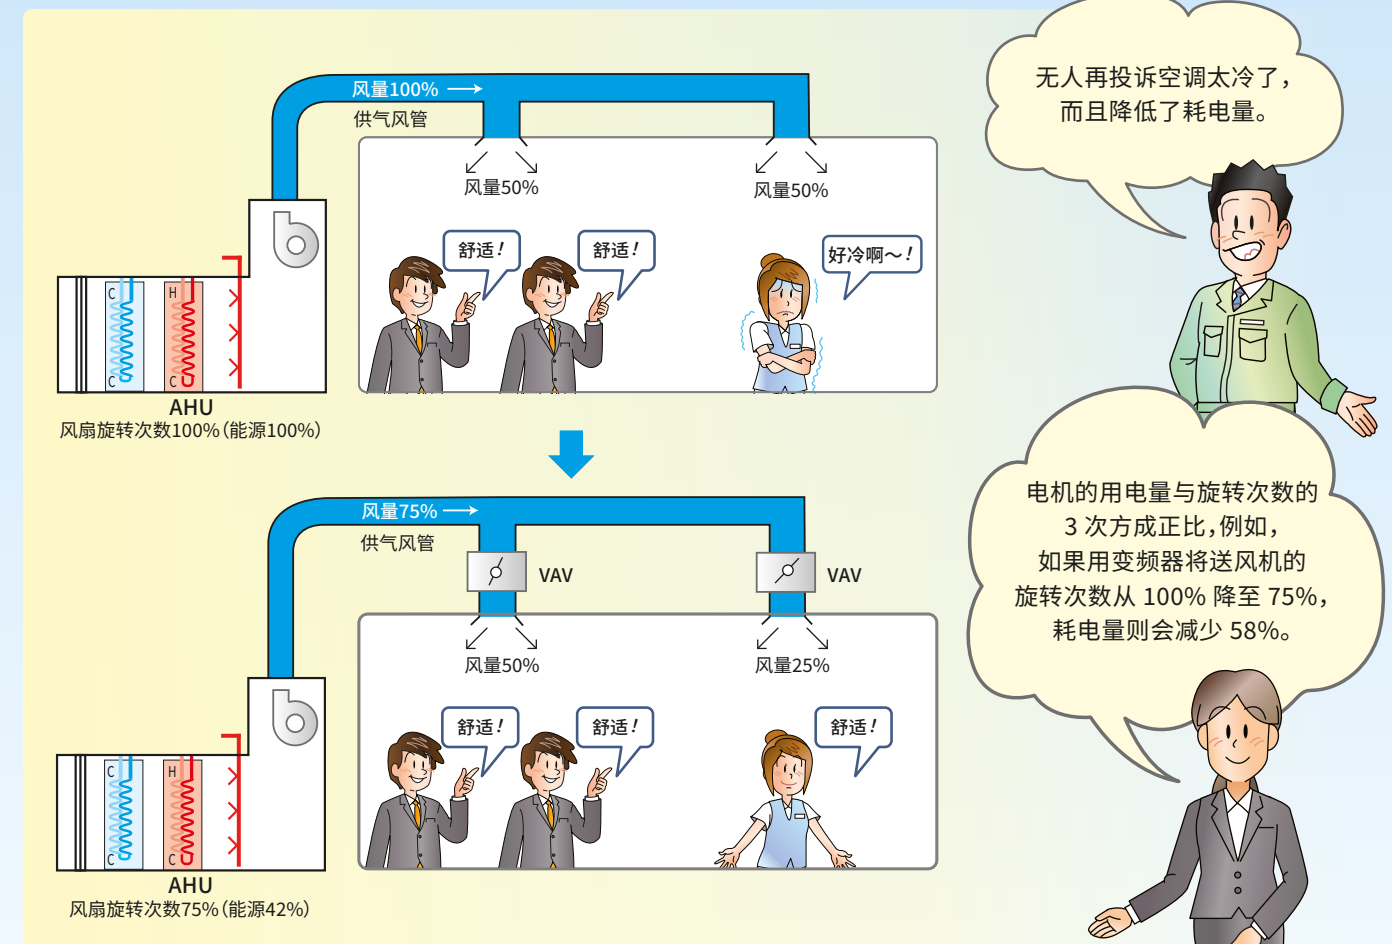 风量100%
供气风管
风量50%
风量50%
舒适！
舒适！
好冷啊～！
C
H
C
C
AHU
风扇旋转次数100%（能源100%）
无人再投诉空调太冷了，
而且降低了耗电量。
风量75%
供气风管
VAV
VAV
风量50%
风量25%
舒适！
舒适！
舒适！
C
H
C
C
AHU
风扇旋转次数75%（能源42%）
电机的用电量与旋转次数的
3 次方成正比，例如，
如果用变频器将送风机的
旋转次数从 100% 降至 75%，
耗电量则会减少 58%。